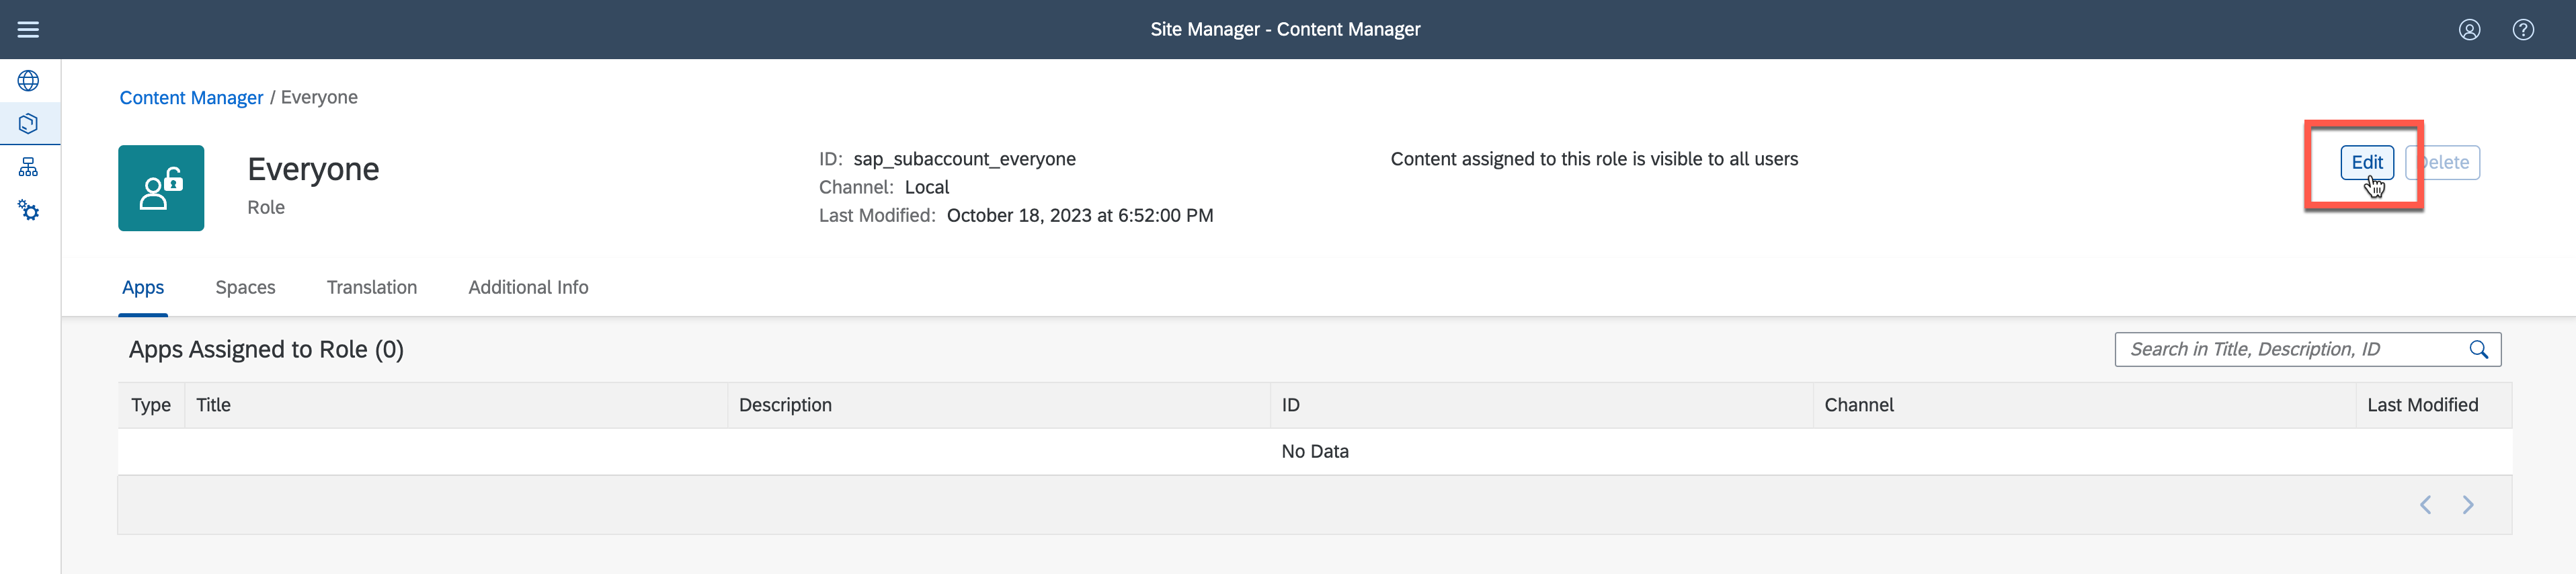 Site Manager - Content Manager
Content Manager / Everyone
Everyone
Role
ID: sap_subaccount_everyone
Channel: Local
Last Modified: October 18, 2023 at 6:52:00 PM
Content assigned to this role is visible to all users
Edit
elete
Apps Spaces Translation Additional Info
Apps Assigned to Role (0)
Search in Title, Description, ID
Type Title Description ID Channel Last Modified
No Data